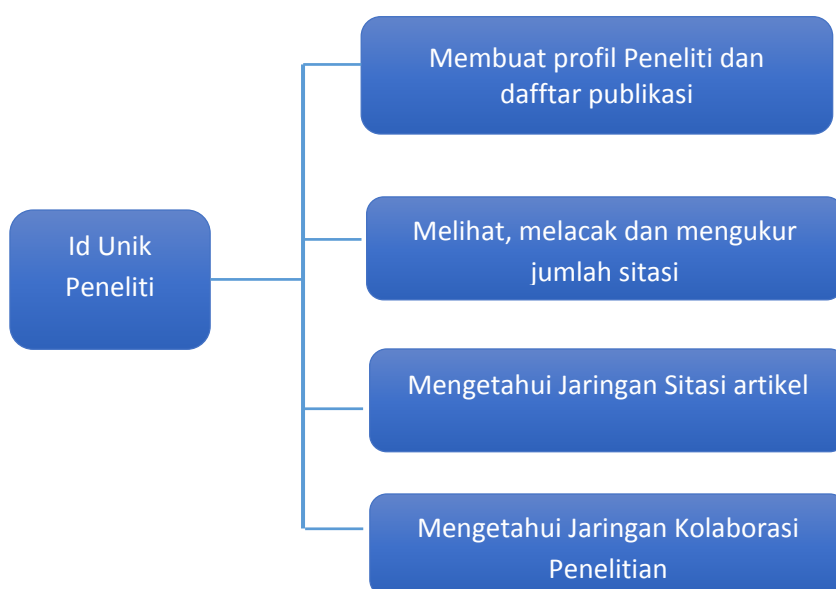 Membuat profil Peneliti dan
dafftar publikasi
Id Unik
Peneliti
Melihat, melacak dan mengukur
jumlah sitasi
Mengetahui Jaringan Sitasi artikel
Mengetahui Jaringan Kolaborasi
Penelitian